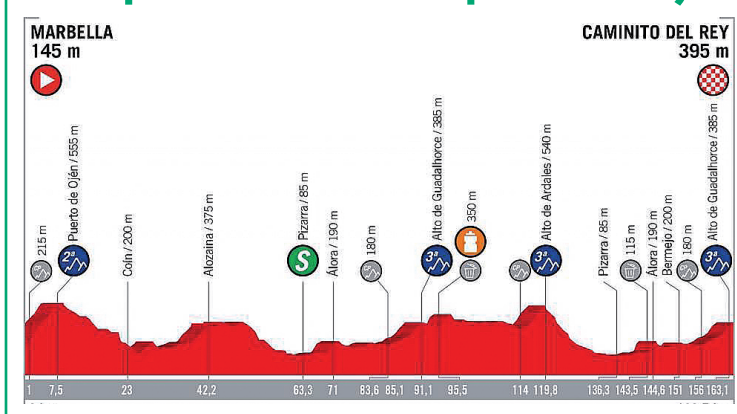 MARBELLA
145 m
CAMINITO DEL REY
395 m
215 m
Puerto de Ojén / 555 m
2ª
Coín / 200 m
Alozaina / 375 m
Pizarra / 85 m
S
Álora / 190 m
180 m
Alto de Guadalhorce / 385 m
3ª
350 m
Alto de Ardales / 540 m
3ª
Pizarra / 85 m
115 m
Álora / 190 m
Bermejo / 200 m
180 m
Alto de Guadalhorce / 385 m
3ª
1 7,5 23 42,2 63,3 71 83,6 85,1 91,1 95,5 114 119,8 136,3 143,5 144,6 151 156 163,1